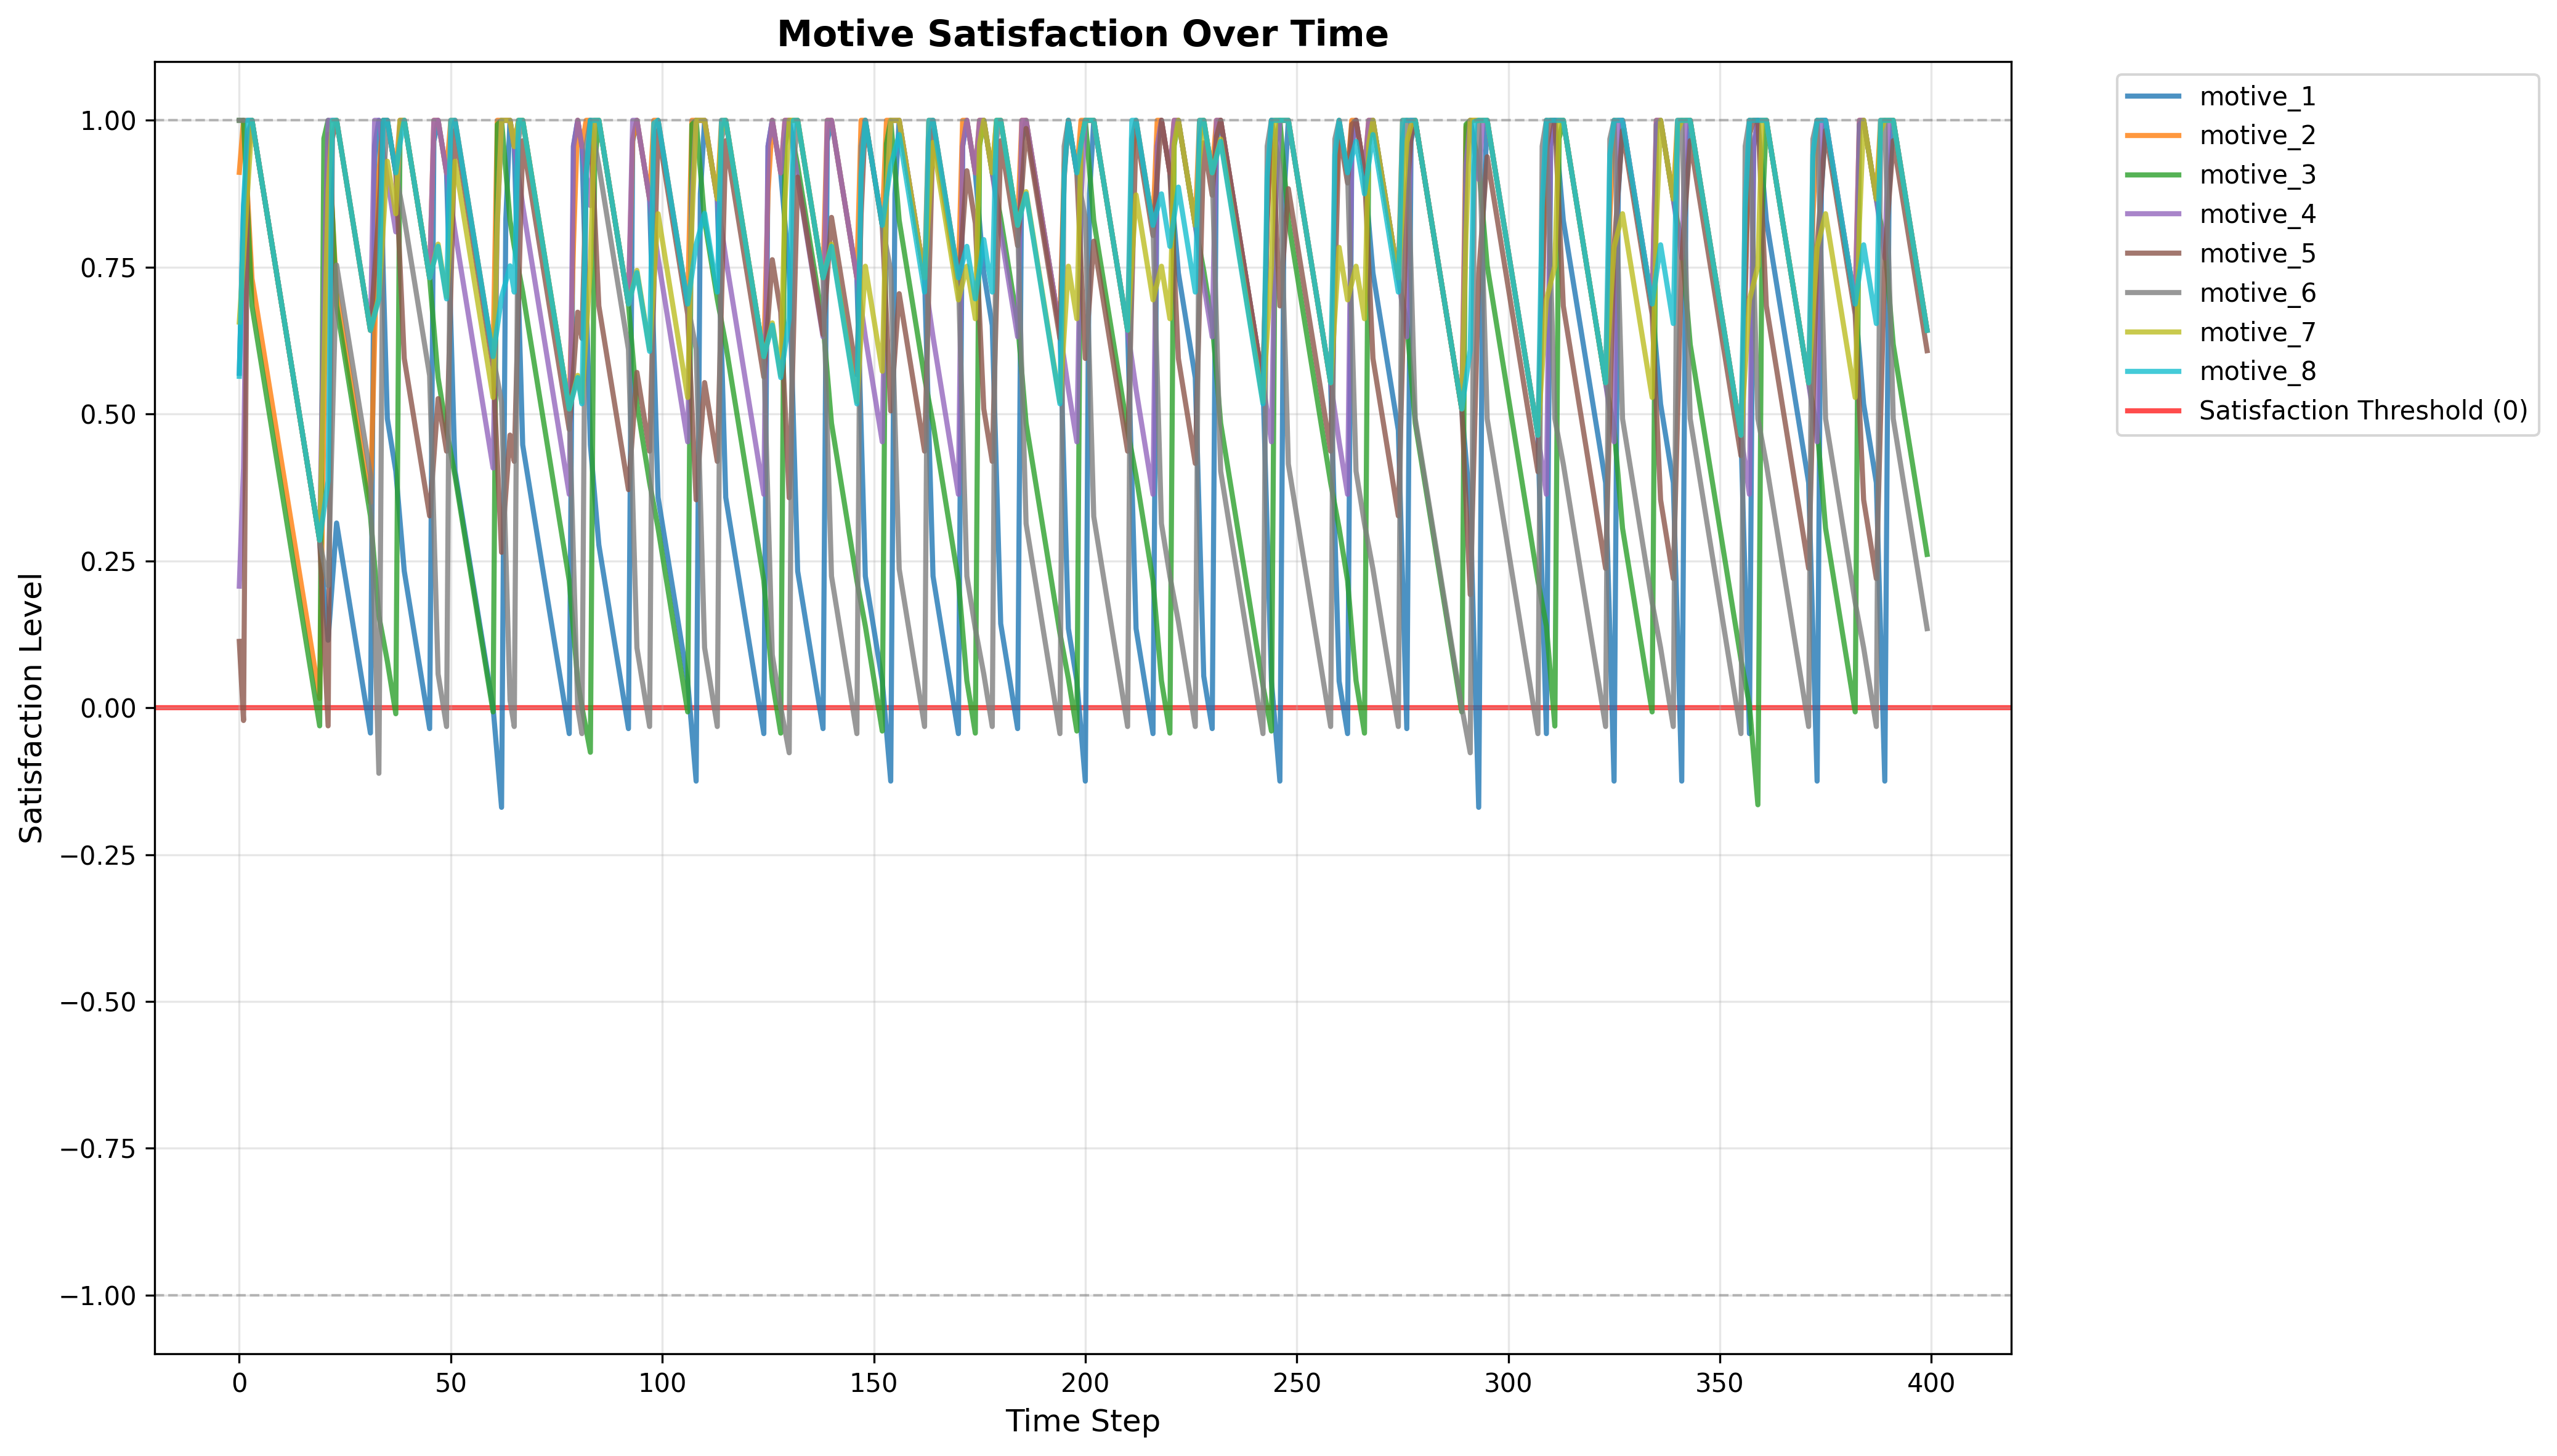 Motive Satisfaction Over Time
Satisfaction Level
1.00
0.75
0.50
0.25
0.00
−0.25
−0.50
−0.75
−1.00
0 50 100 150 200 250 300 350 400
Time Step
motive_1
motive_2
motive_3
motive_4
motive_5
motive_6
motive_7
motive_8
Satisfaction Threshold (0)